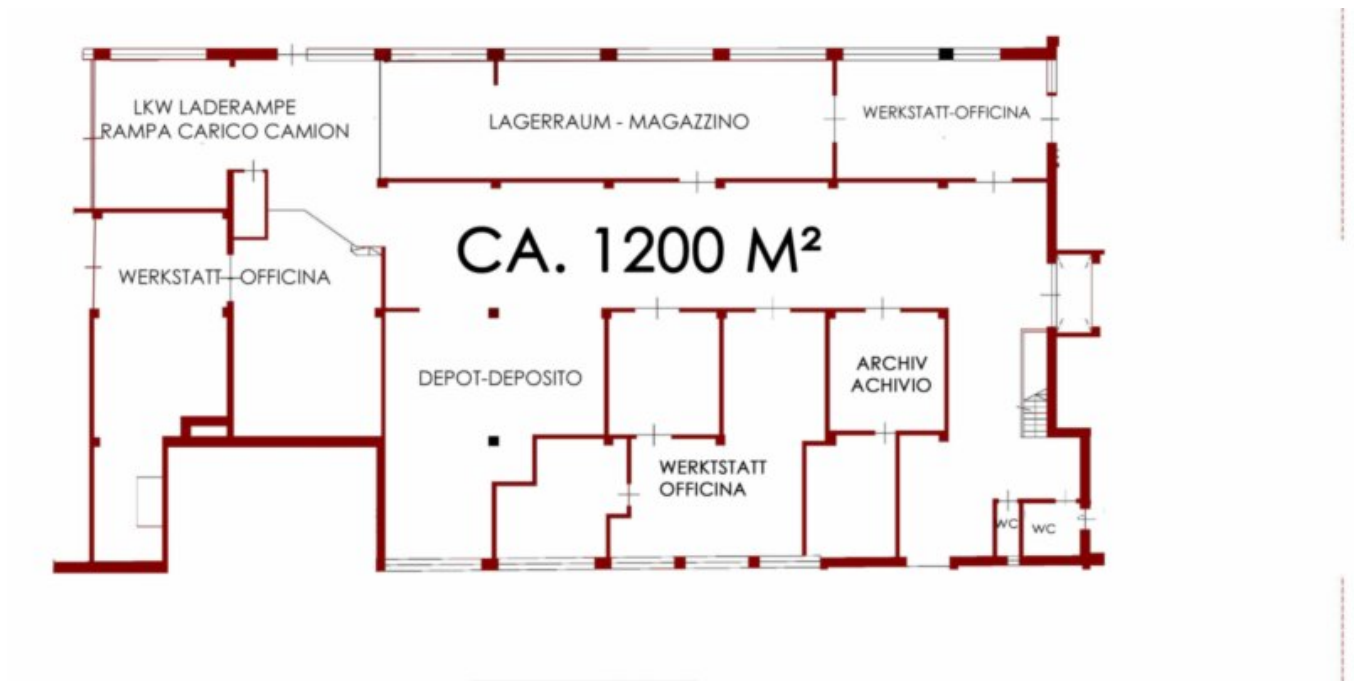 LKW LADERAMPE
RAMPA CARICO CAMION
LAGERRAUM - MAGAZZINO
WERKSTATT-OFFICINA
CA. 1200 M²
WERKSTATT-OFFICINA
DEPOT-DEPOSITO
ARCHIV
ACHIVIO
WERKTSTATT
OFFICINA
WC
WC